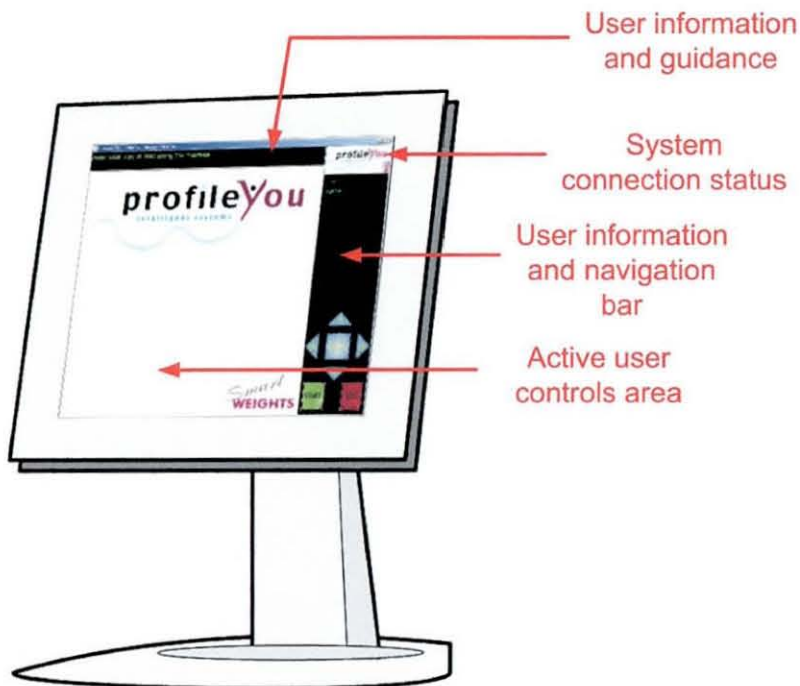 User information
and guidance
profileyou
System
connection status
profileyou
intelligent systems
User information
and navigation
bar
Active user
controls area
Smart
WEIGHTS